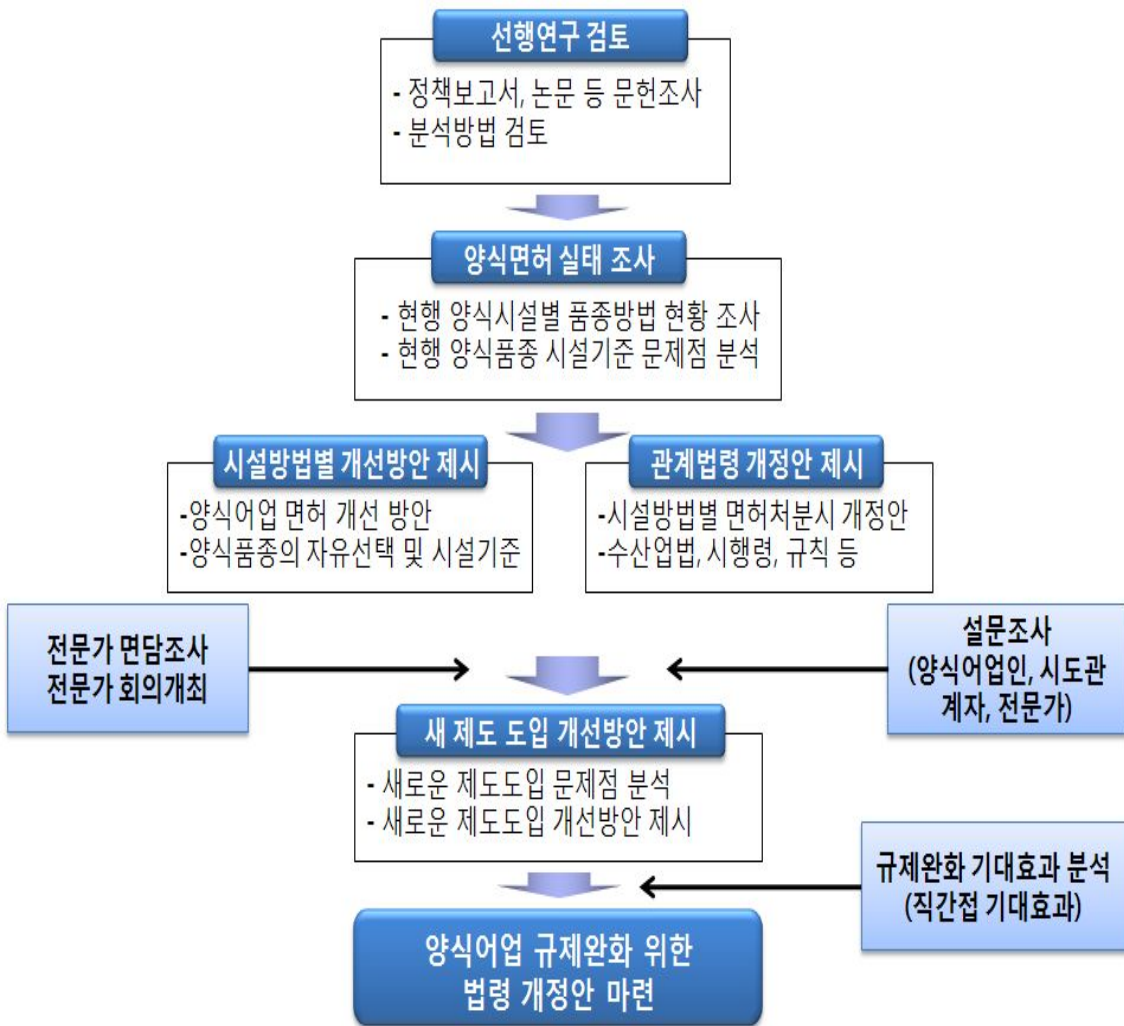 선행연구 검토
- 정책보고서, 논문 등 문헌조사
- 분석방법 검토
양식면허 실태 조사
- 현행 양식시설별 품종방법 현황 조사
- 현행 양식품종 시설기준 문제점 분석
시설방법별 개선방안 제시
-양식어업 면허 개선 방안
-양식품종의 자유선택 및 시설기준
관계법령 개정안 제시
-시설방법별 면허처분시 개정안
-수산업법, 시행령, 규칙 등
전문가 면담조사
전문가 회의개최
설문조사
(양식어업인, 시도관
계자, 전문가)
새 제도 도입 개선방안 제시
- 새로운 제도도입 문제점 분석
- 새로운 제도도입 개선방안 제시
규제완화 기대효과 분석
(직간접 기대효과)
양식어업 규제완화 위한
법령 개정안 마련